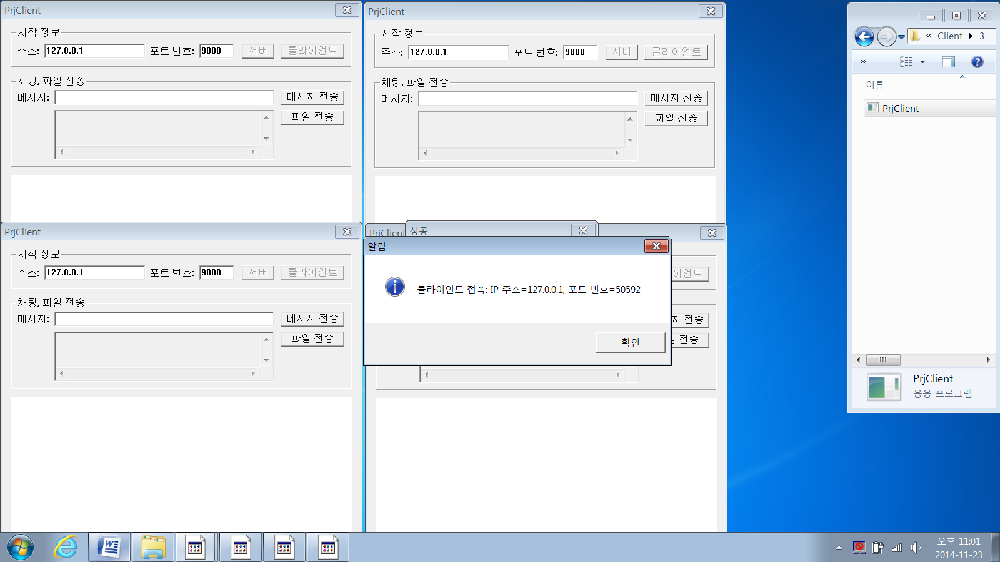 PrjClient
시작 정보
주소: 127.0.0.1 포트 번호: 9000 서버 클라이언트
채팅, 파일 전송
메시지: 메시지 전송
파일 전송
PrjClient
시작 정보
주소: 127.0.0.1 포트 번호: 9000 서버 클라이언트
채팅, 파일 전송
메시지: 메시지 전송
파일 전송
PrjClient
시작 정보
주소: 127.0.0.1 포트 번호: 9000 서버 클라이언트
채팅, 파일 전송
메시지: 메시지 전송
파일 전송
PrjClient
성공
이언트
지 전송
일 전송
알림
클라이언트 접속: IP 주소=127.0.0.1, 포트 번호=50592
확인
« Client 3
»
이름
PrjClient
PrjClient
응용 프로그램
오후 11:01
2014-11-23